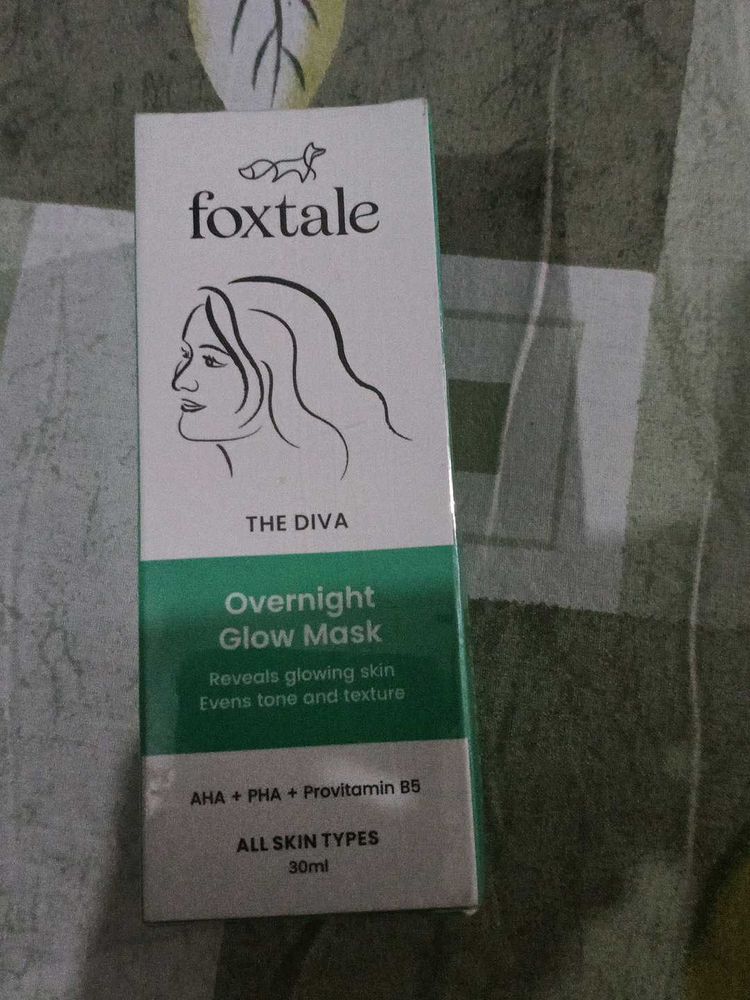 foxtale
THE DIVA
Overnight
Glow Mask
Reveals glowing skin
Evens tone and texture
AHA + PHA + Provitamin B5
ALL SKIN TYPES
30ml